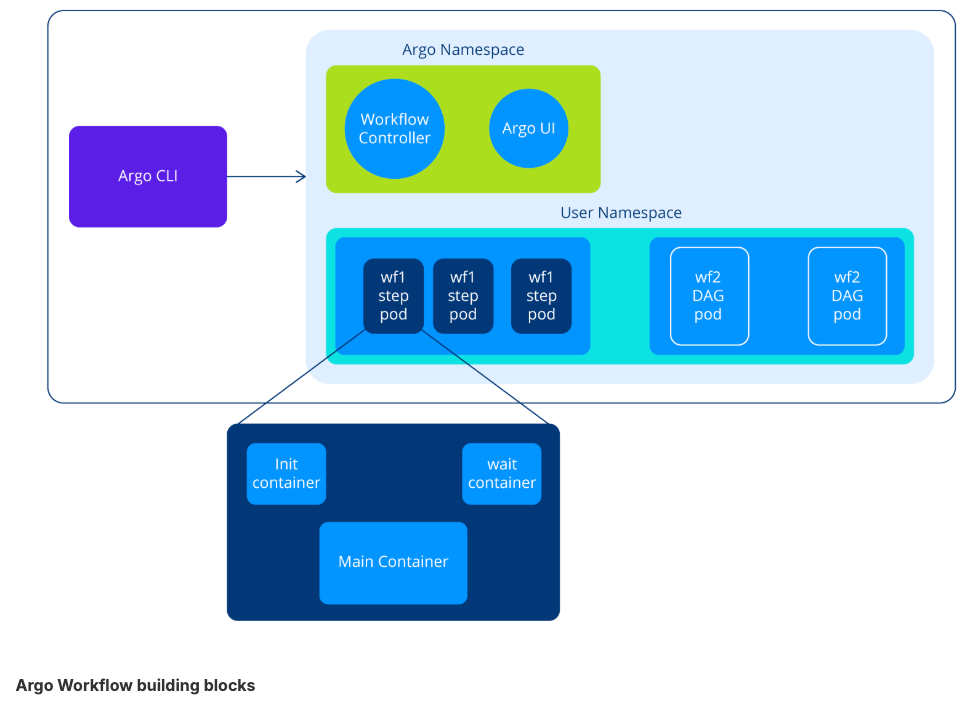 Argo Namespace
Workflow
Controller
Argo UI
Argo CLI
User Namespace
wf1
step
pod
wf1
step
pod
wf1
step
pod
wf2
DAG
pod
wf2
DAG
pod
Init
container
wait
container
Main Container
Argo Workflow building blocks